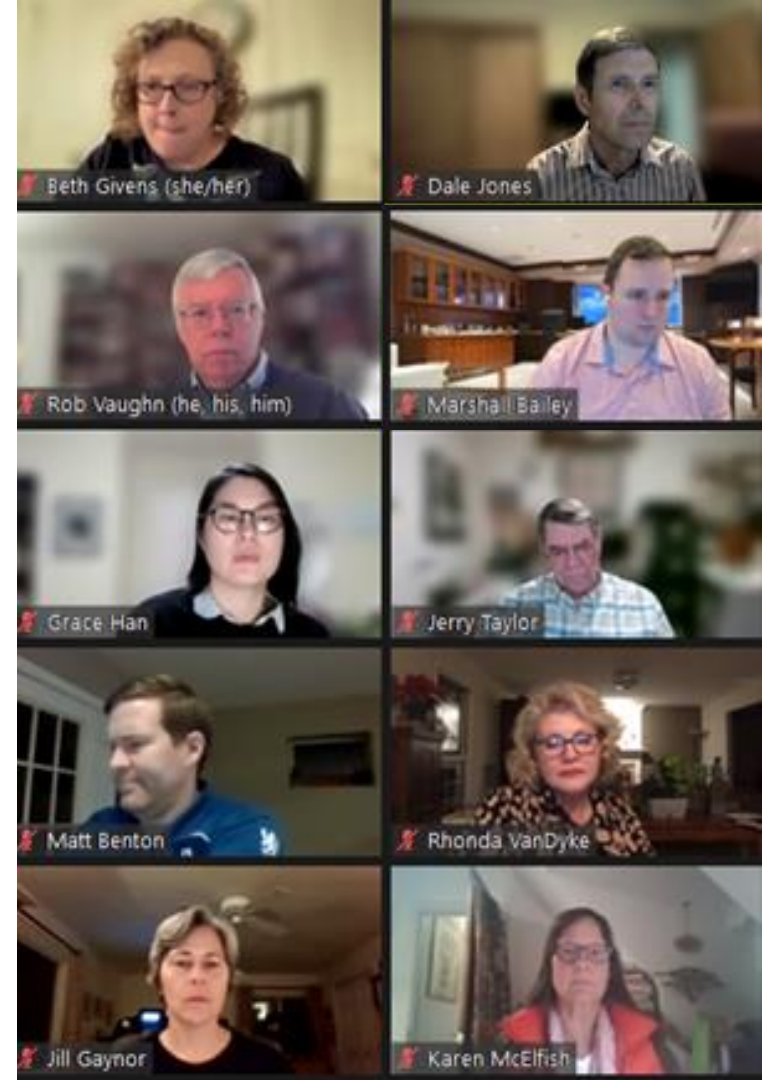 Beth Givens (she/her)
Dale Jones
Rob Vaughn (he, his, him)
Marshall Bailey
Grace Han
Jerry Taylor
Matt Benton
Rhonda VanDyke
Jill Gaynor
Karen McElfish